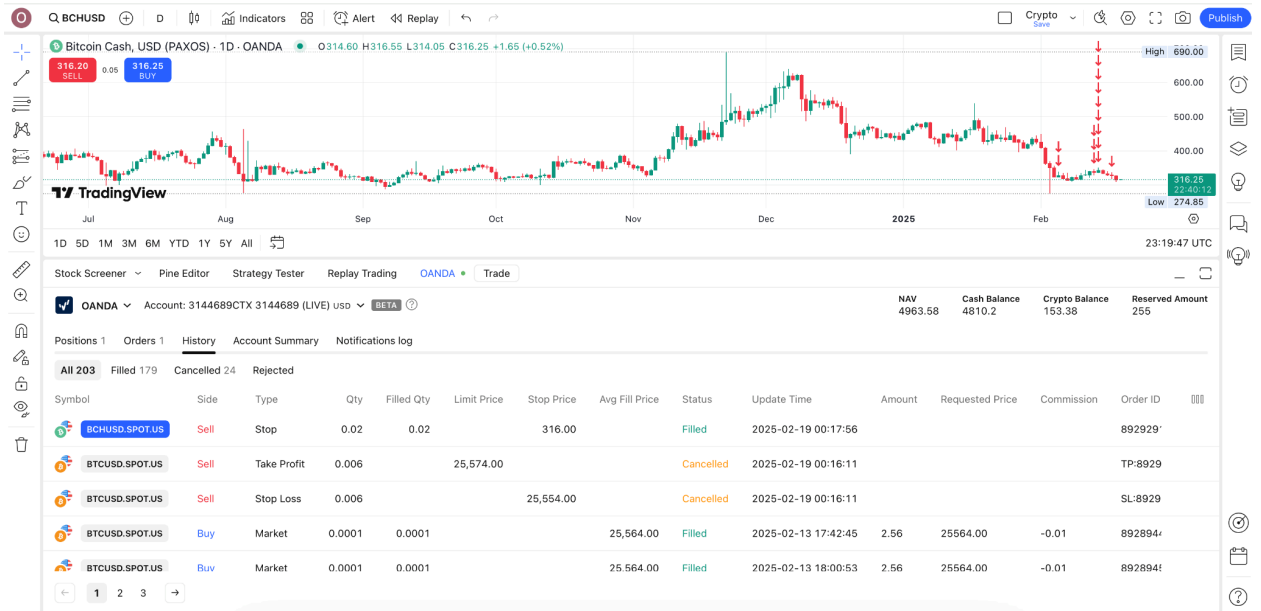 O BCHUSD D Indicators Alert Replay Crypto Save Publish
Bitcoin Cash, USD (PAXOS) · 1D · OANDA O314.60 H316.55 L314.05 C316.25 +1.65 (+0.52%)
316.20 SELL 0.05 316.25 BUY
High 690.00
600.00
500.00
400.00
316.25
22:40:12
Low 274.85
TradingView
Jul Aug Sep Oct Nov Dec 2025 Feb
1D 5D 1M 3M 6M YTD 1Y 5Y All 23:19:47 UTC
Stock Screener Pine Editor Strategy Tester Replay Trading OANDA Trade
OANDA Account: 3144689CTX 3144689 (LIVE) USD BETA
NAV Cash Balance Crypto Balance Reserved Amount
4963.58 4810.2 153.38 255
Positions 1 Orders 1 History Account Summary Notifications log
All 203 Filled 179 Cancelled 24 Rejected
Symbol Side Type Qty Filled Qty Limit Price Stop Price Avg Fill Price Status Update Time Amount Requested Price Commission Order ID
BCHUSD.SPOT.US Sell Stop 0.02 0.02 316.00 Filled 2025-02-19 00:17:56 892929
BTCUSD.SPOT.US Sell Take Profit 0.006 25,574.00 Cancelled 2025-02-19 00:16:11 TP:8929
BTCUSD.SPOT.US Sell Stop Loss 0.006 25,554.00 Cancelled 2025-02-19 00:16:11 SL:8929
BTCUSD.SPOT.US Buy Market 0.0001 0.0001 25,564.00 Filled 2025-02-13 17:42:45 2.56 25564.00 -0.01 892894
BTCUSD.SPOT.US Buy Market 0.0001 0.0001 25,564.00 Filled 2025-02-13 18:00:53 2.56 25564.00 -0.01 892894
1 2 3